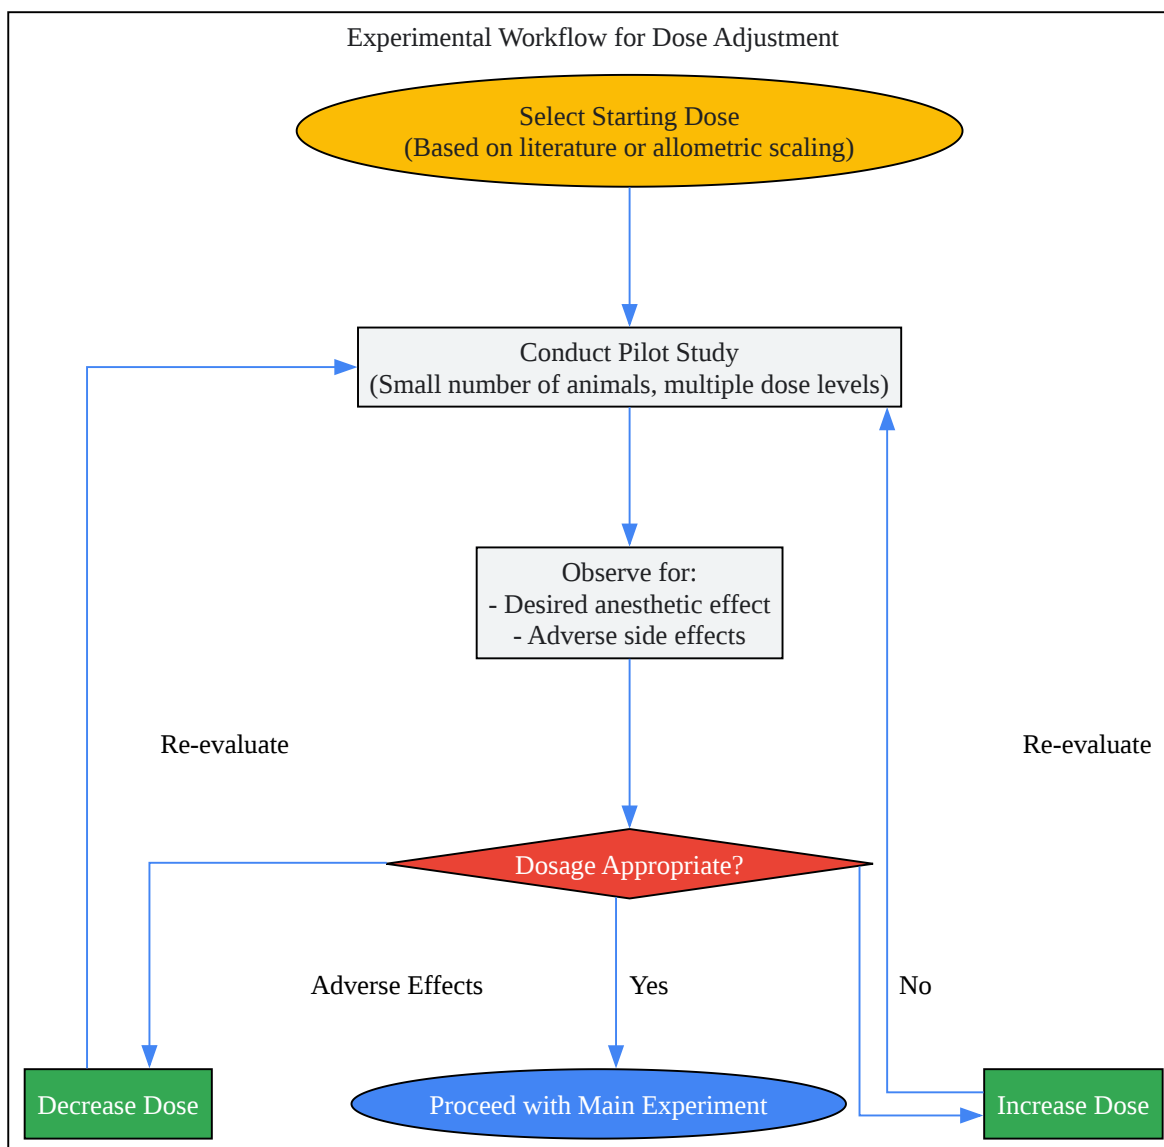 Experimental Workflow for Dose Adjustment
Select Starting Dose
(Based on literature or allometric scaling)
Conduct Pilot Study
(Small number of animals, multiple dose levels)
Observe for:
- Desired anesthetic effect
- Adverse side effects
Re-evaluate
Re-evaluate
Dosage Appropriate?
Adverse Effects
Yes
No
Decrease Dose
Proceed with Main Experiment
Increase Dose